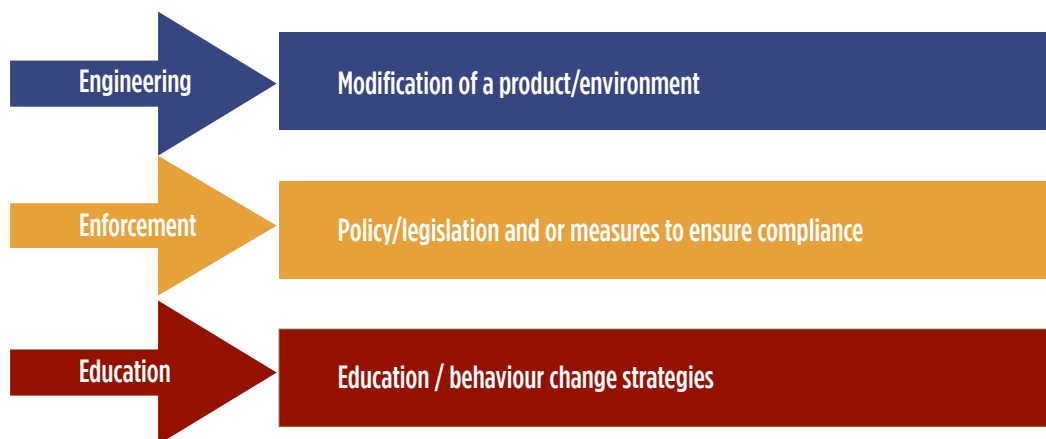 Engineering
Modification of a product/environment
Enforcement
Policy/legislation and or measures to ensure compliance
Education
Education / behaviour change strategies